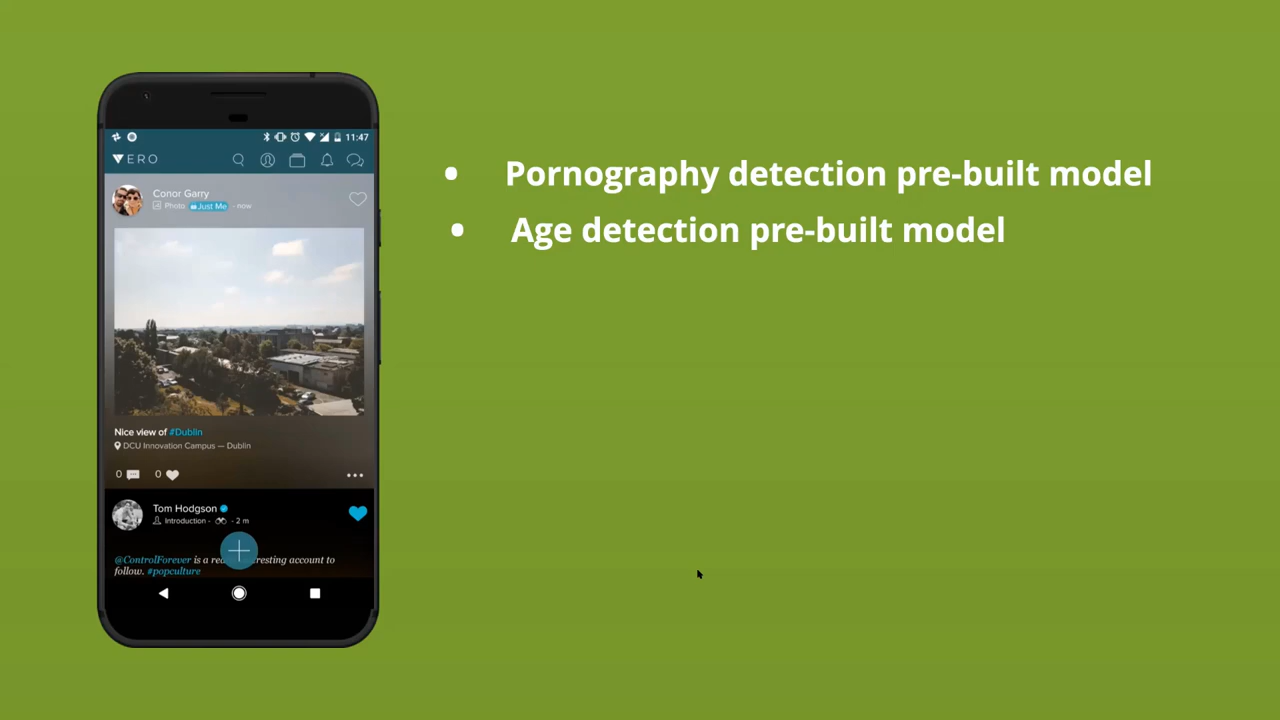 11:47
VERO
Conor Garry
Photo Just Me - now
Nice view of #Dublin
DCU Innovation Campus — Dublin
0 0
Tom Hodgson
Introduction - - 2 m
@ControlForever is a resting account to
follow. #popculture
• Pornography detection pre-built model
• Age detection pre-built model